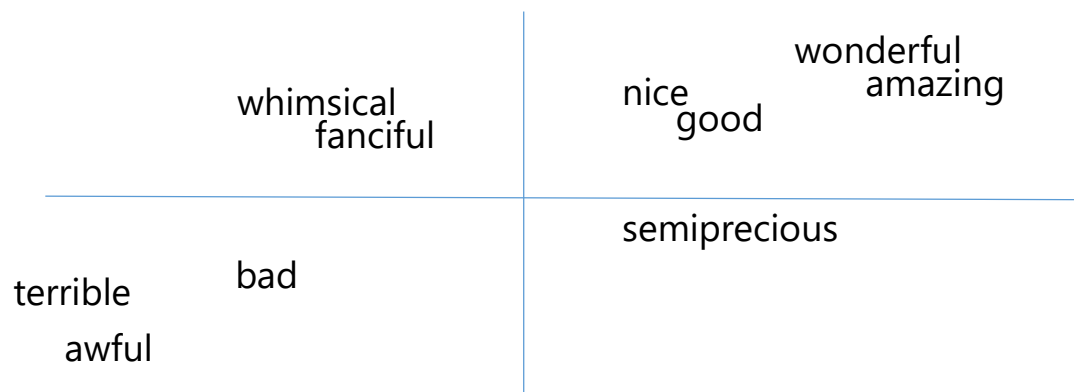 wonderful
amazing
nice
good
whimsical
fanciful
semiprecious
bad
terrible
awful